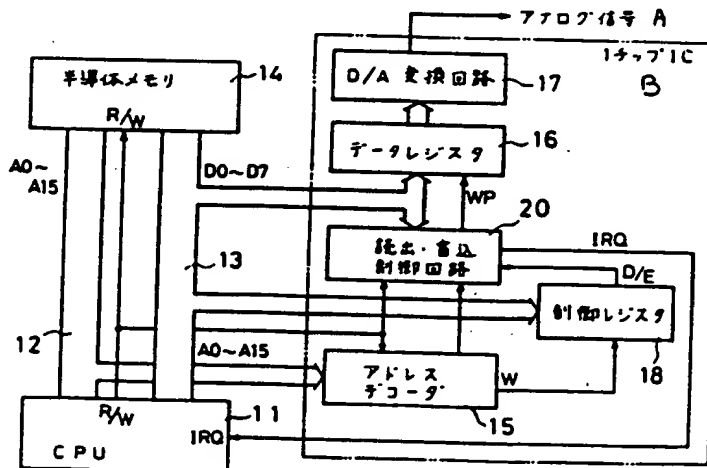 アナログ信号 A
1チップIC
B
半導体メモリ
14
R/W
D/A 変換回路
17
データレジスタ
16
A0~
A15
D0~D7
WP
20
読出・書込
制御回路
IRQ
D/E
13
制御レジスタ
18
12
A0~A15
アドレス
デコーダ
15
W
R/W
11
IRQ
CPU